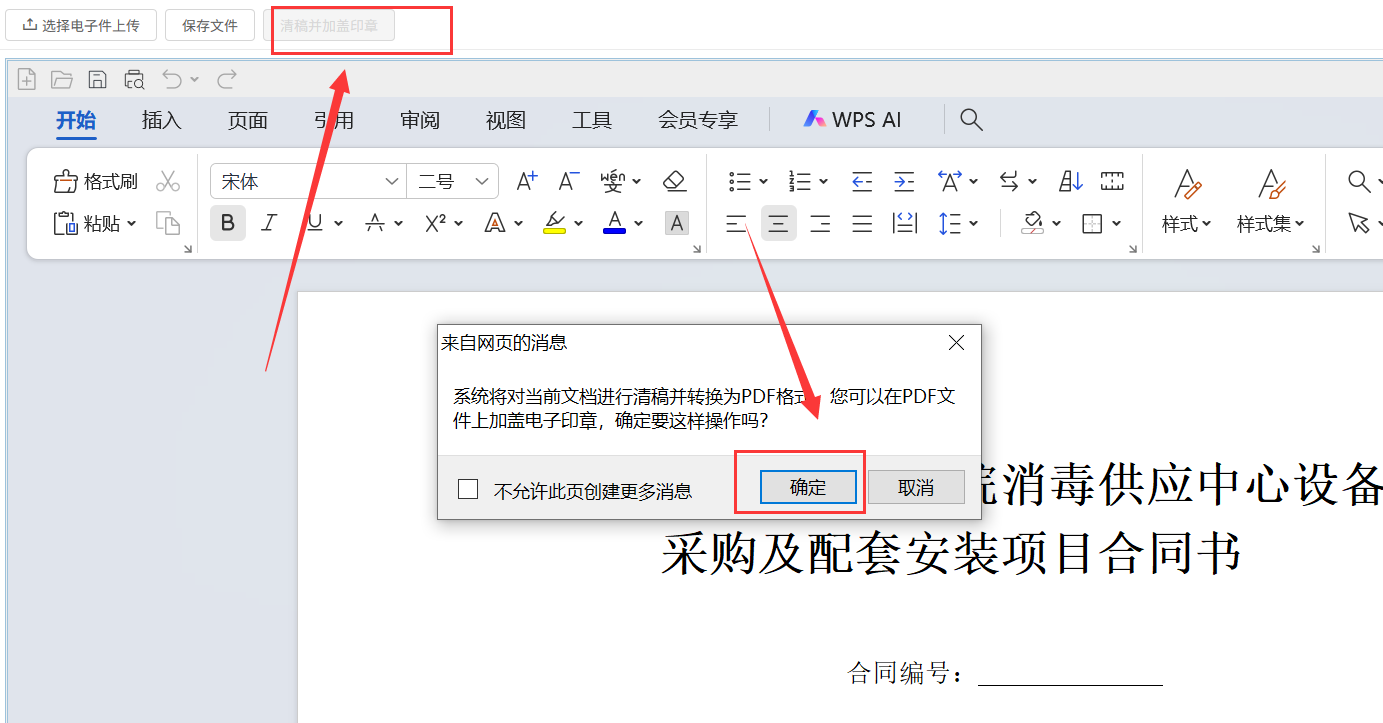 选择电子件上传 保存文件 清稿并加盖印章
开始 插入 页面 引用 审阅 视图 工具 会员专享 WPS AI
格式刷 宋体 二号 A+ A- wén A
粘贴 B I U A X² A A A 样式 样式集
来自网页的消息
系统将对当前文档进行清稿并转换为PDF格式 您可以在PDF文
件上加盖电子印章，确定要这样操作吗？
不允许此页创建更多消息 确定 取消
消毒供应中心设备
采购及配套安装项目合同书
合同编号：